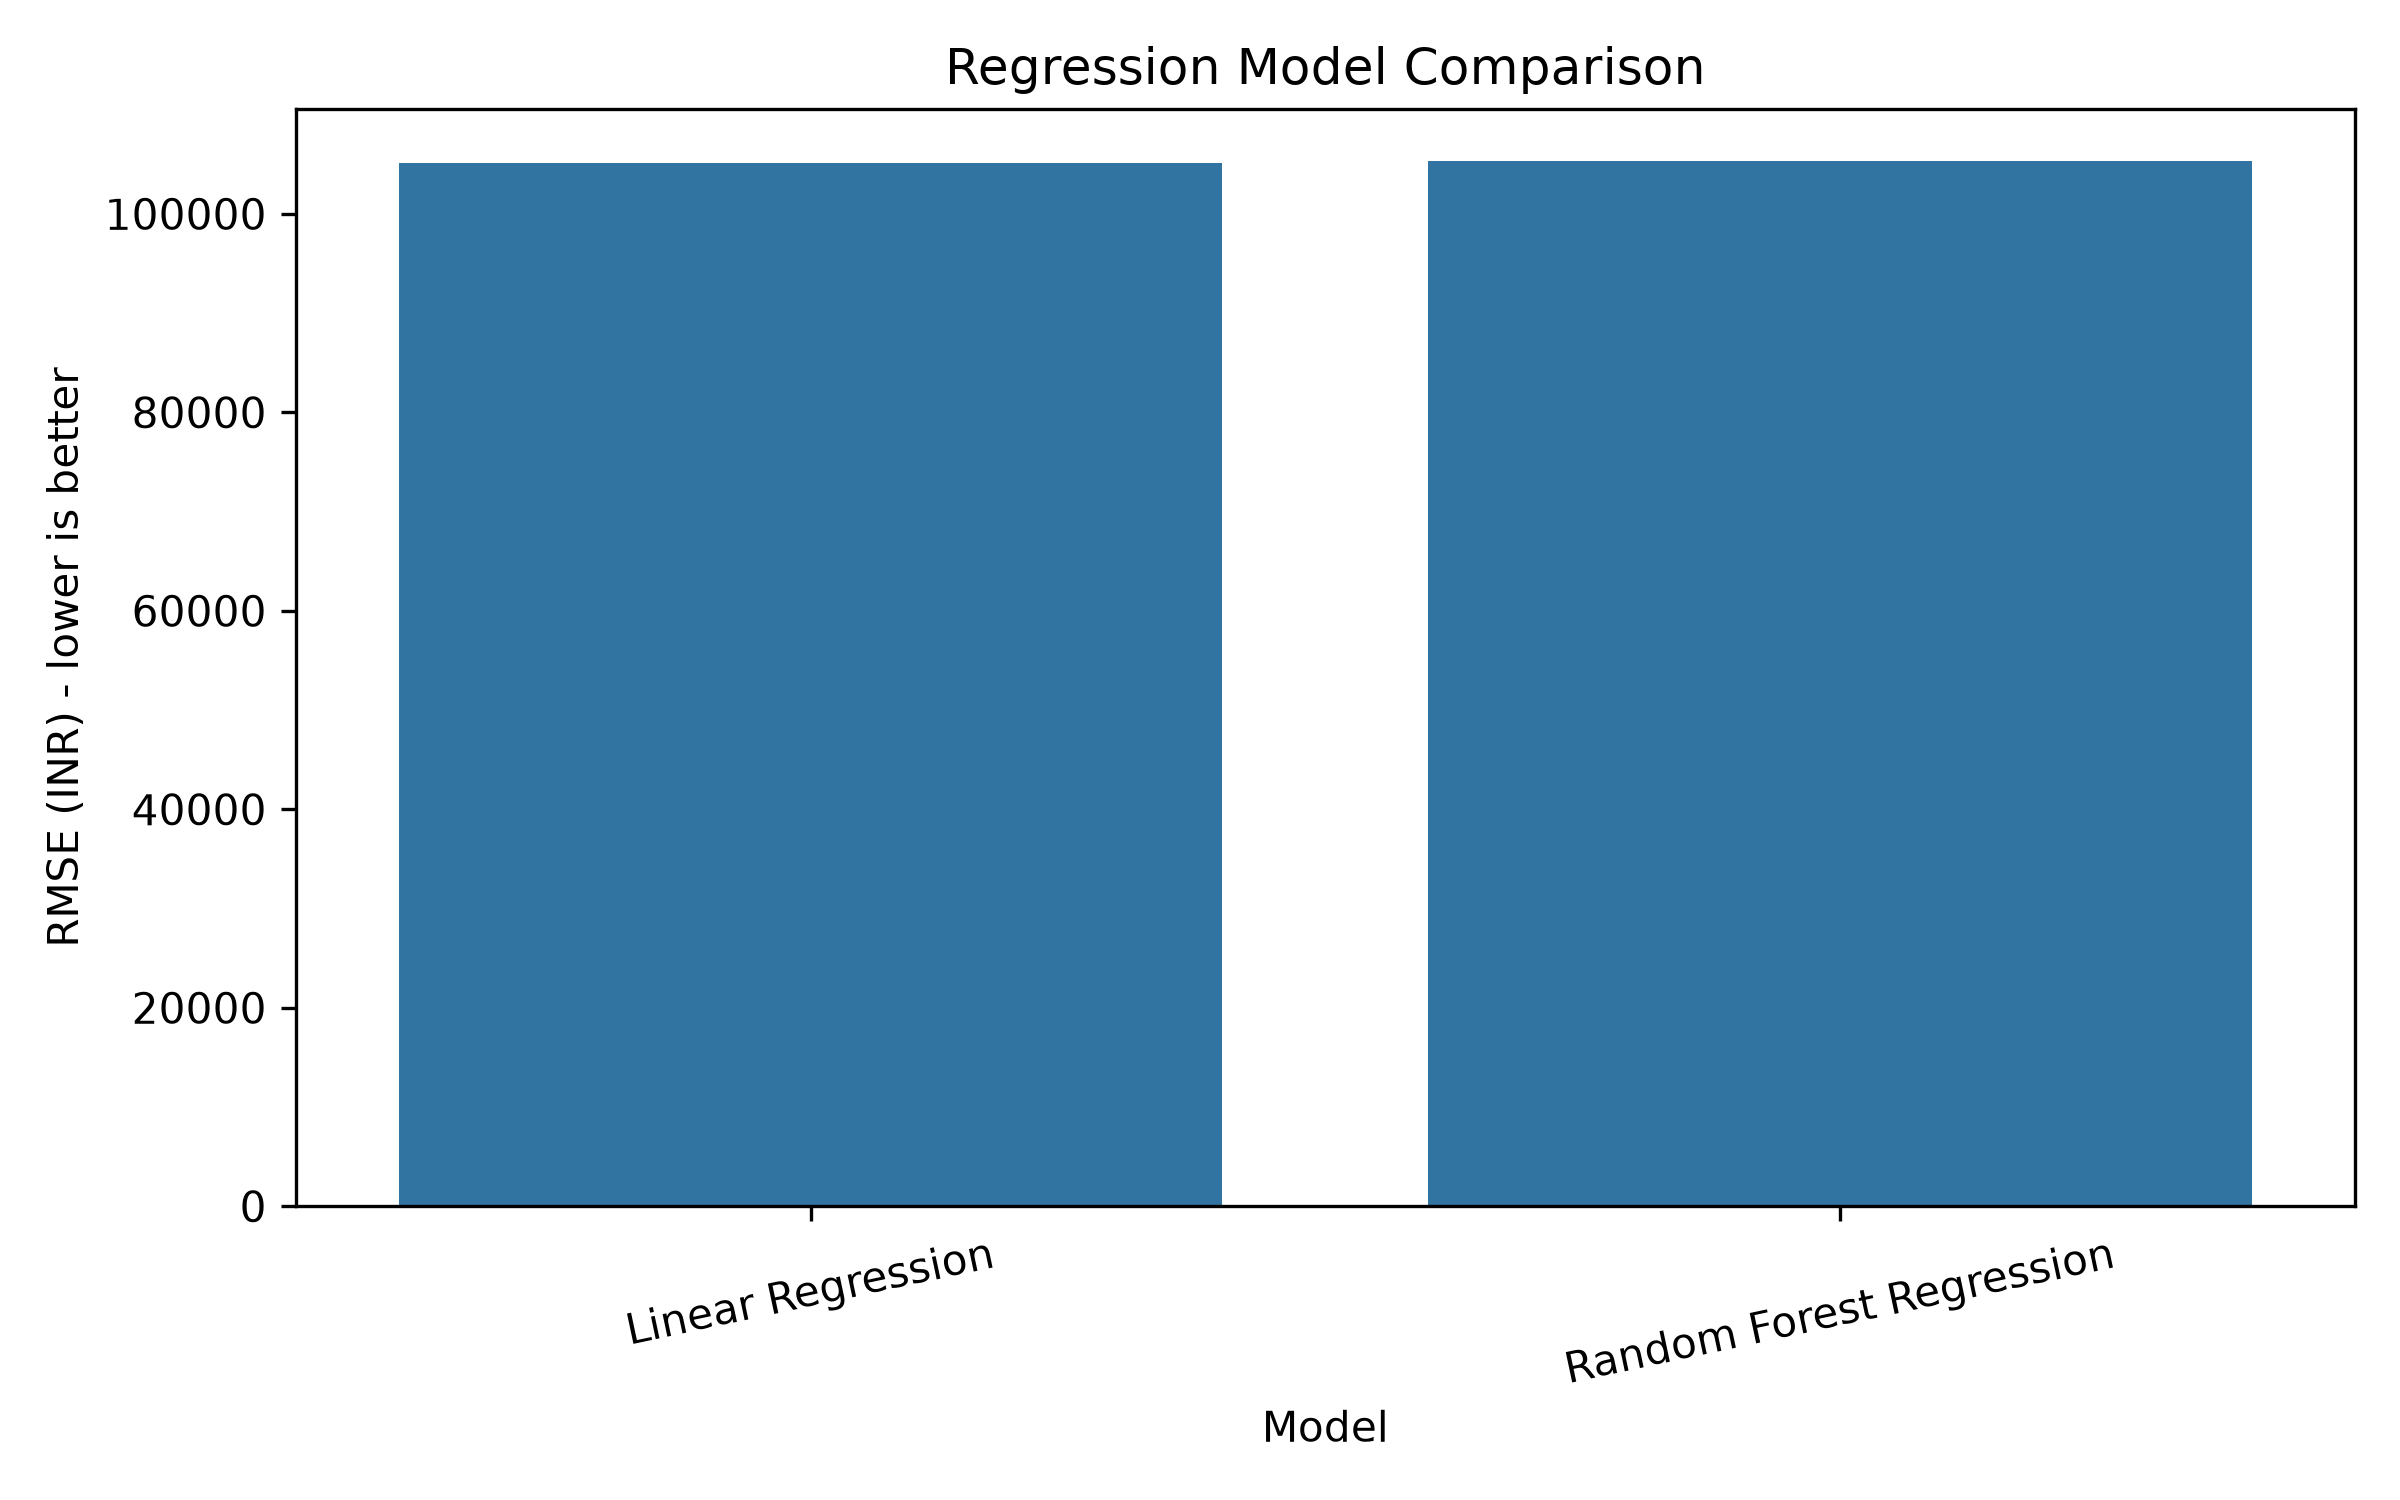 Regression Model Comparison
RMSE (INR) - lower is better
100000
80000
60000
40000
20000
0
Linear Regression
Random Forest Regression
Model